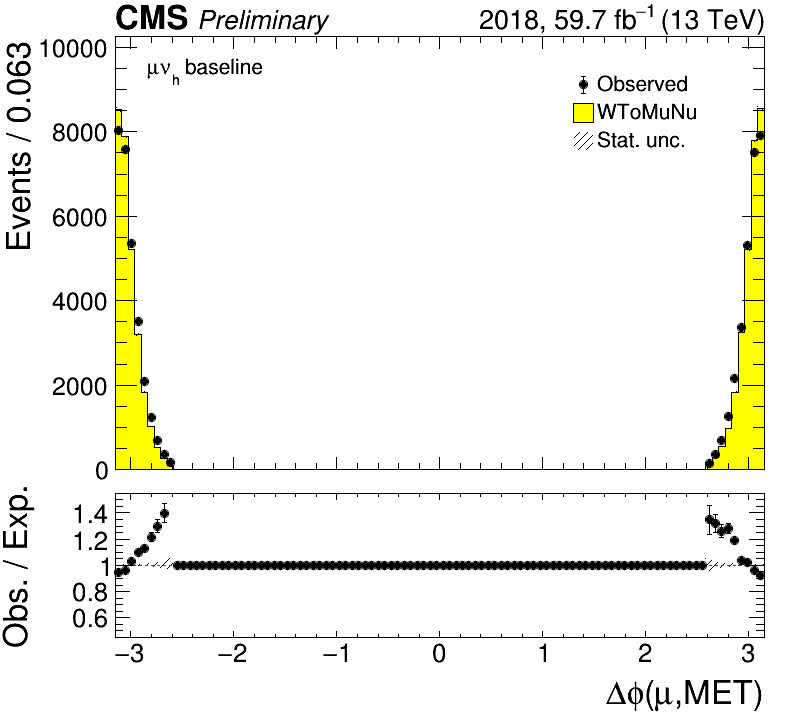 CMS Preliminary 2018, 59.7 fb⁻¹ (13 TeV)
Events / 0.063
10000
8000
6000
4000
2000
0
μν_h baseline
Observed
WToMuNu
Stat. unc.
Obs. / Exp.
1.4
1.2
1
0.8
0.6
−3 −2 −1 0 1 2 3
Δϕ(μ,MET)